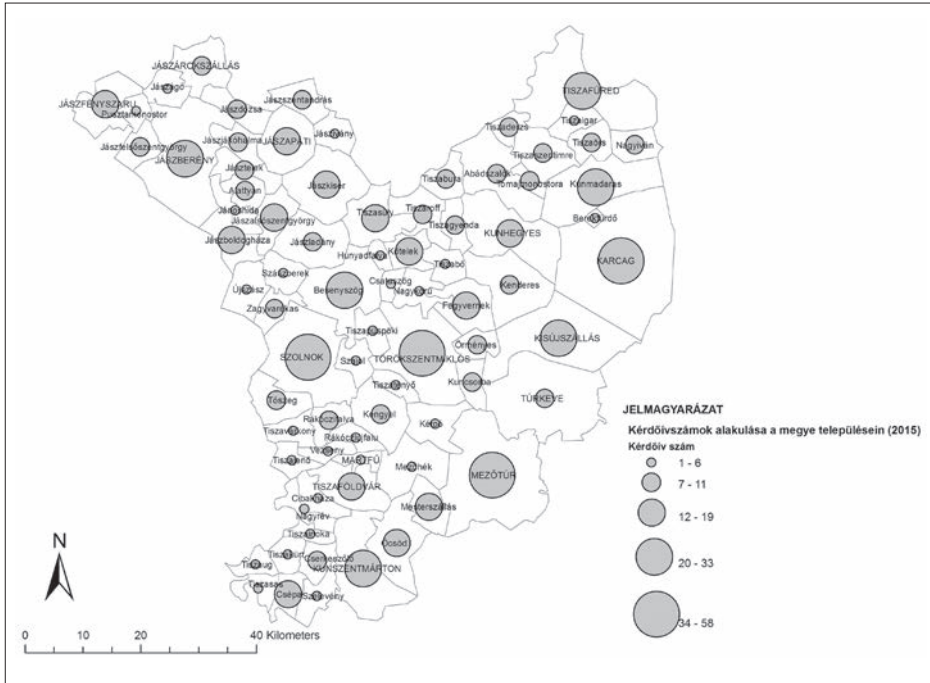 JÁSZÁROKSZÁLLÁS
Jászágó
JÁSZFÉNYSZARU
Pusztamonostor
Jászdózsa
Jászszentandrás
Jászfelsőszentgyörgy
JÁSZBERÉNY
Jászjákóhalma
JÁSZAPÁTI
Jászivány
Jásztelek
Alattyán
Jászkisér
Jánoshida
Jászalsószentgyörgy
Jászboldogháza
Jászladány
TISZAFÜRED
Tiszaigar
Tiszaderzs
Tiszaörs
Nagyiván
Tiszaszentimre
Abádszalók
Tomajmonostora
Kunmadaras
Tiszabura
Tiszaroff
Tiszasüly
Tiszagyenda
KUNHEGYES
Berekfürdő
Hunyadfalva
Kőtelek
Tiszabő
KARCAG
Szászberek
Besenyszög
Csataszög
Nagykörű
Kenderes
Újszász
Zagyvarékas
Fegyvernek
Tiszapüspöki
KISÚJSZÁLLÁS
SZOLNOK
Szajol
TÖRÖKSZENTMIKLÓS
Örményes
Tiszatenyő
Kuncsorba
TÚRKEVE
Tószeg
Rákóczifalva
Kengyel
Kétpó
Tiszavárkony
Rákócziújfalu
Vezseny
Tiszajenő
MARTFŰ
Mezőhék
MEZŐTÚR
TISZAFÖLDVÁR
Cibakháza
Nagyrév
Mesterszállás
Tiszainoka
Öcsöd
Tiszakürt
Cserkeszőlő
Tiszaug
KUNSZENTMÁRTON
Tiszasas
Csépa
Szelevény
JELMAGYARÁZAT
Kérdőívszámok alakulása a megye településein (2015)
Kérdőív szám
1 - 6
7 - 11
12 - 19
20 - 33
34 - 58
N
0 10 20 40 Kilometers